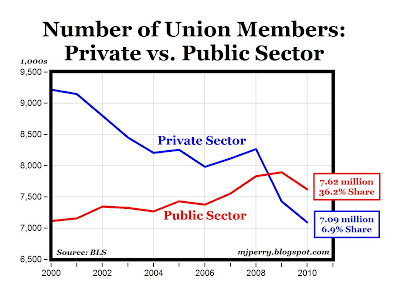 Number of Union Members:
Private vs. Public Sector
1,000s
9,500
9,000
8,500
8,000
7,500
7,000
6,500
Private Sector
Public Sector
7.62 million
36.2% Share
7.09 million
6.9% Share
Source: BLS
mjperry.blogspot.com
2000
2002
2004
2006
2008
2010